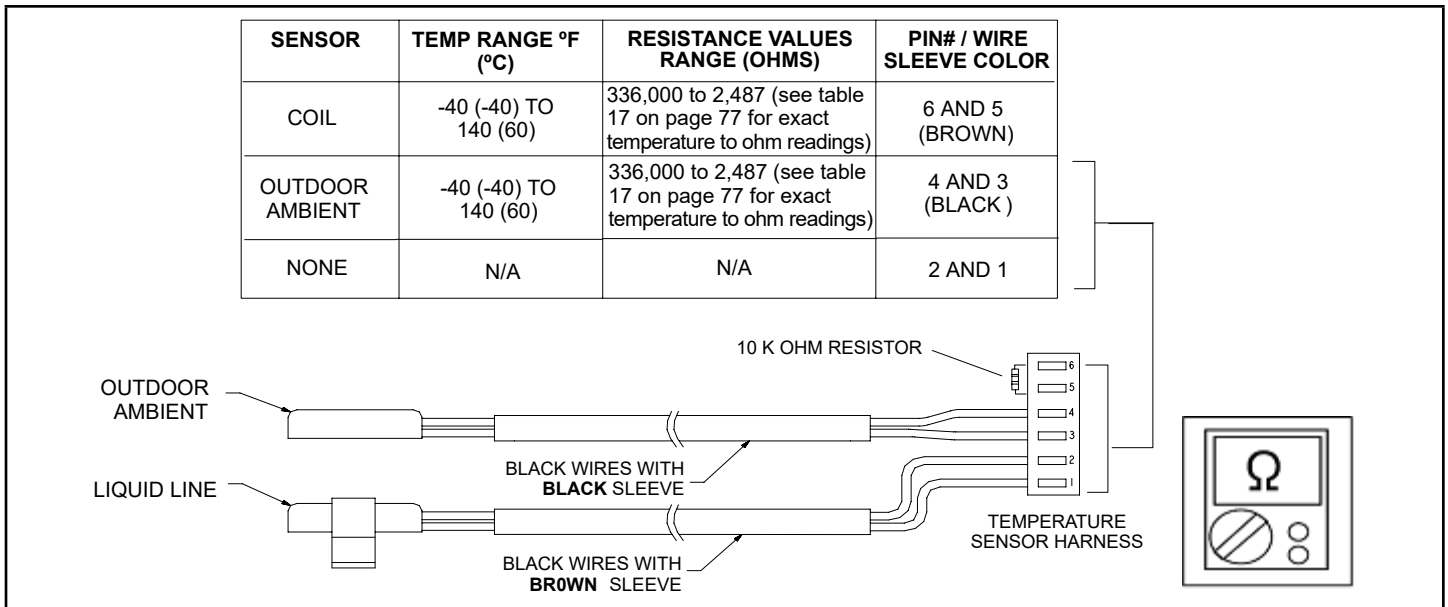 SENSOR
TEMP RANGE ºF
(ºC)
RESISTANCE VALUES
RANGE (OHMS)
PIN# / WIRE
SLEEVE COLOR
COIL
-40 (-40) TO
140 (60)
336,000 to 2,487 (see table
17 on page 77 for exact
temperature to ohm readings)
6 AND 5
(BROWN)
OUTDOOR
AMBIENT
-40 (-40) TO
140 (60)
336,000 to 2,487 (see table
17 on page 77 for exact
temperature to ohm readings)
4 AND 3
(BLACK )
NONE
N/A
N/A
2 AND 1
10 K OHM RESISTOR
6
5
4
3
2
1
OUTDOOR
AMBIENT
BLACK WIRES WITH
BLACK SLEEVE
LIQUID LINE
BLACK WIRES WITH
BR0WN SLEEVE
TEMPERATURE
SENSOR HARNESS
Ω